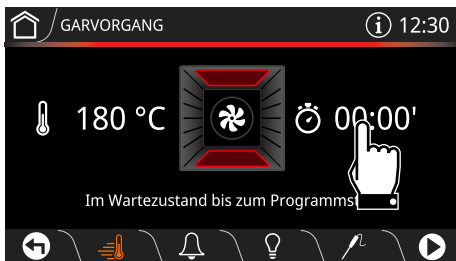 GARVORGANG
12:30
180 °C
00:00'
Im Wartezustand bis zum